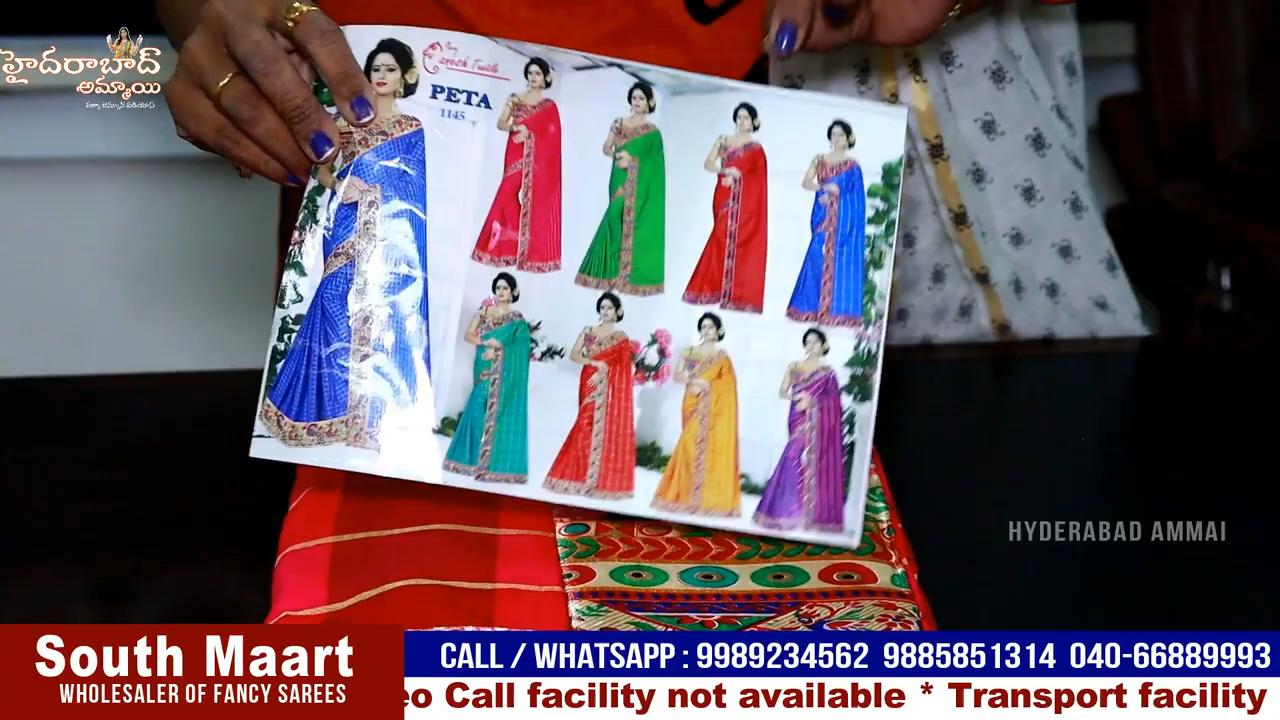 హైదరాబాద్
అమ్మాయి
PETA
1145
HYDERABAD AMMAI
South Maart
WHOLESALER OF FANCY SAREES
CALL / WHATSAPP : 9989234562 9885851314 040-66889993
eo Call facility not available * Transport facility